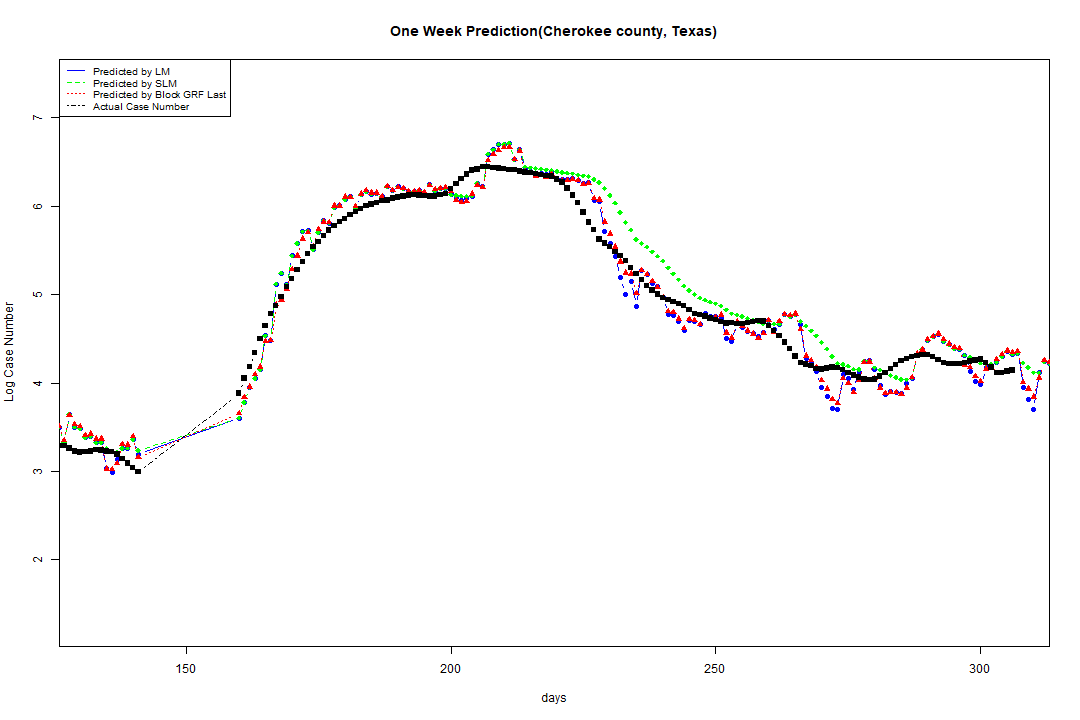 One Week Prediction(Cherokee county, Texas)
Predicted by LM
Predicted by SLM
Predicted by Block GRF Last
Actual Case Number
7
6
5
4
3
2
Log Case Number
150 200 250 300
days